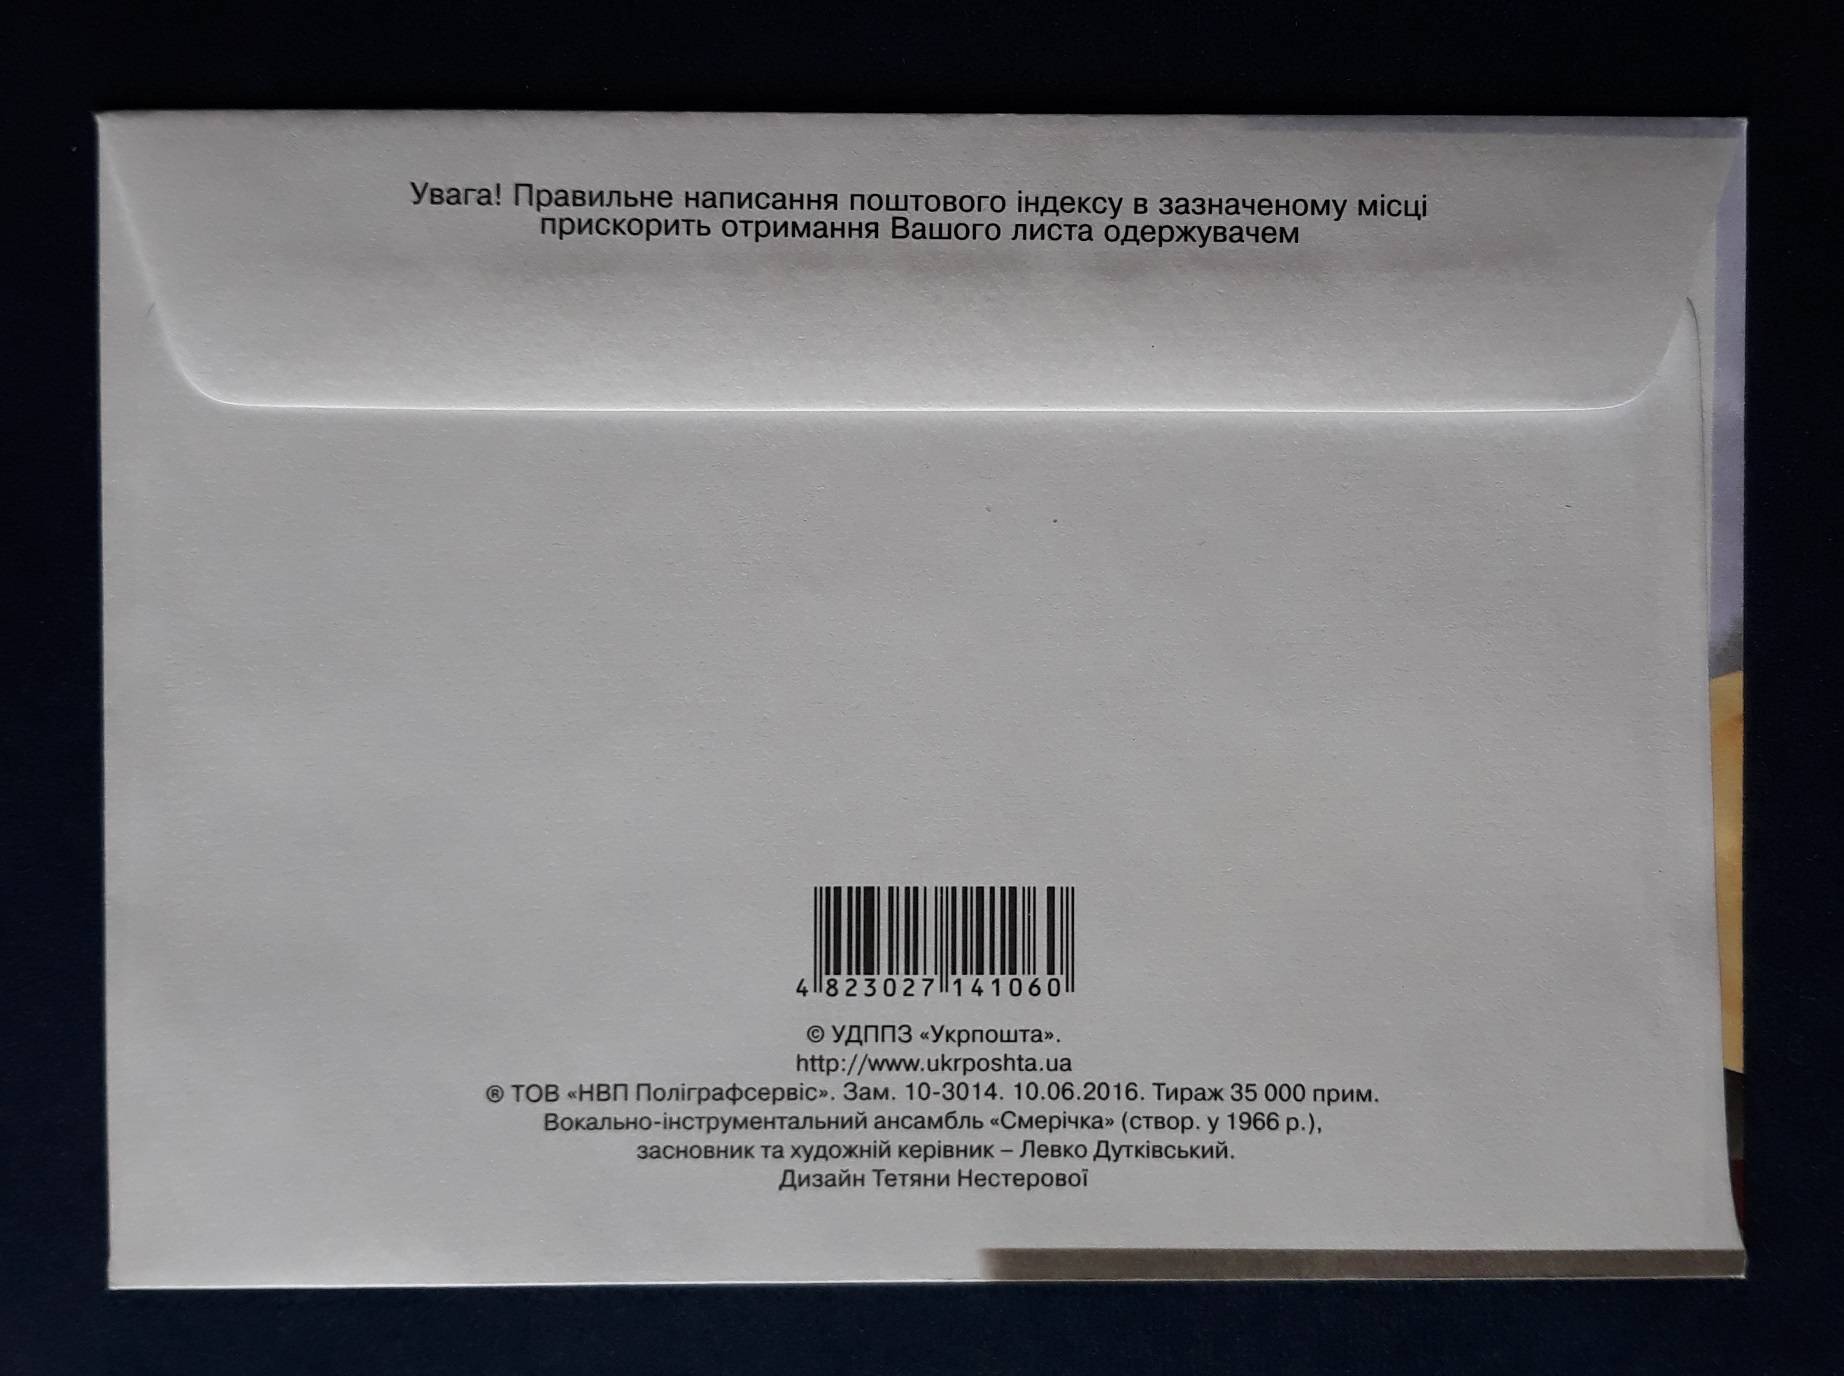 Увага! Правильне написання поштового індексу в зазначеному місці
прискорить отримання Вашого листа одержувачем
4 823027 141060
© УДППЗ «Укрпошта».
http://www.ukrposhta.ua
® ТОВ «НВП Поліграфсервіс». Зам. 10-3014. 10.06.2016. Тираж 35 000 прим.
Вокально-інструментальний ансамбль «Смерічка» (створ. у 1966 р.),
засновник та художній керівник – Левко Дутківський.
Дизайн Тетяни Нестерової